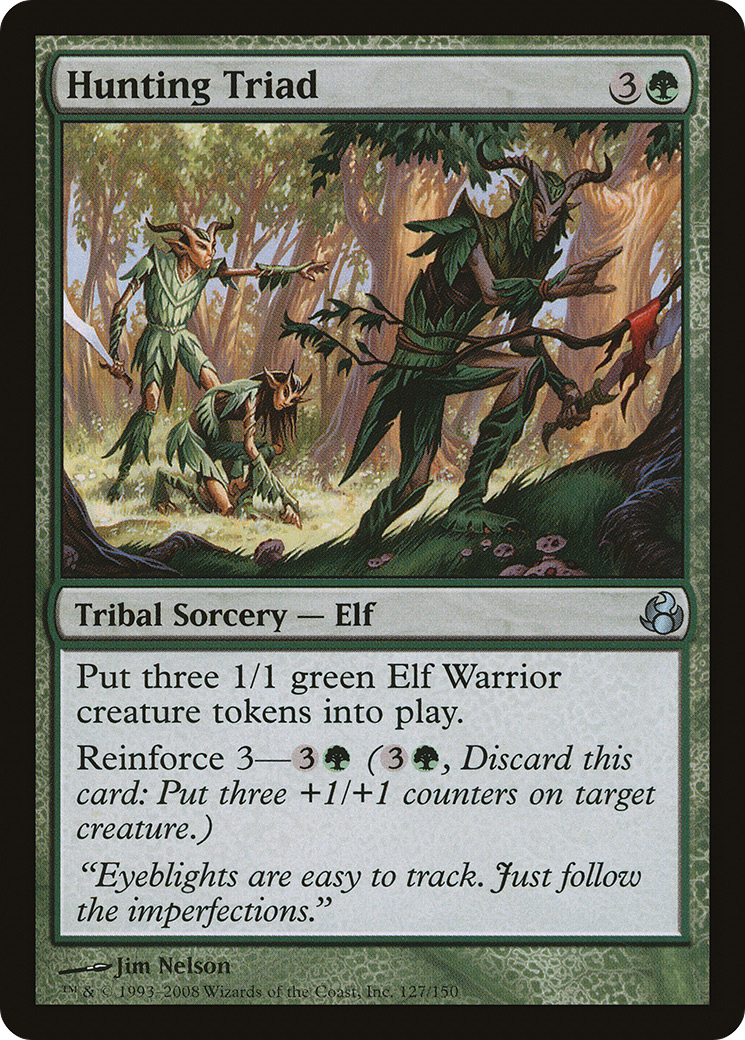 Hunting Triad 3
Tribal Sorcery — Elf
Put three 1/1 green Elf Warrior
creature tokens into play.
Reinforce 3—3 (3, Discard this
card: Put three +1/+1 counters on target
creature.)
“Eyeblights are easy to track. Just follow
the imperfections.”
Jim Nelson
™ & © 1993–2008 Wizards of the Coast, Inc. 127/150